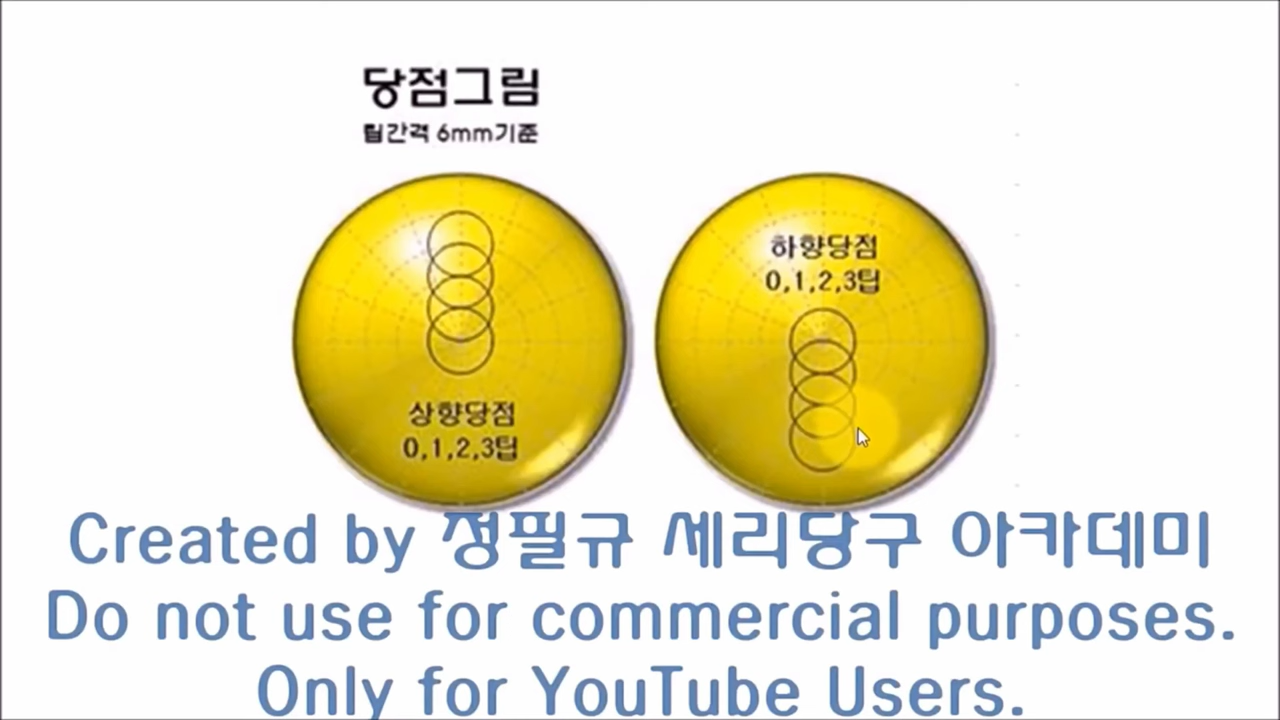 당점그림
팁간격 6mm기준
하향당점
0,1,2,3팁
상향당점
0,1,2,3팁
Created by 정필규 세리당구 아카데미
Do not use for commercial purposes.
Only for YouTube Users.